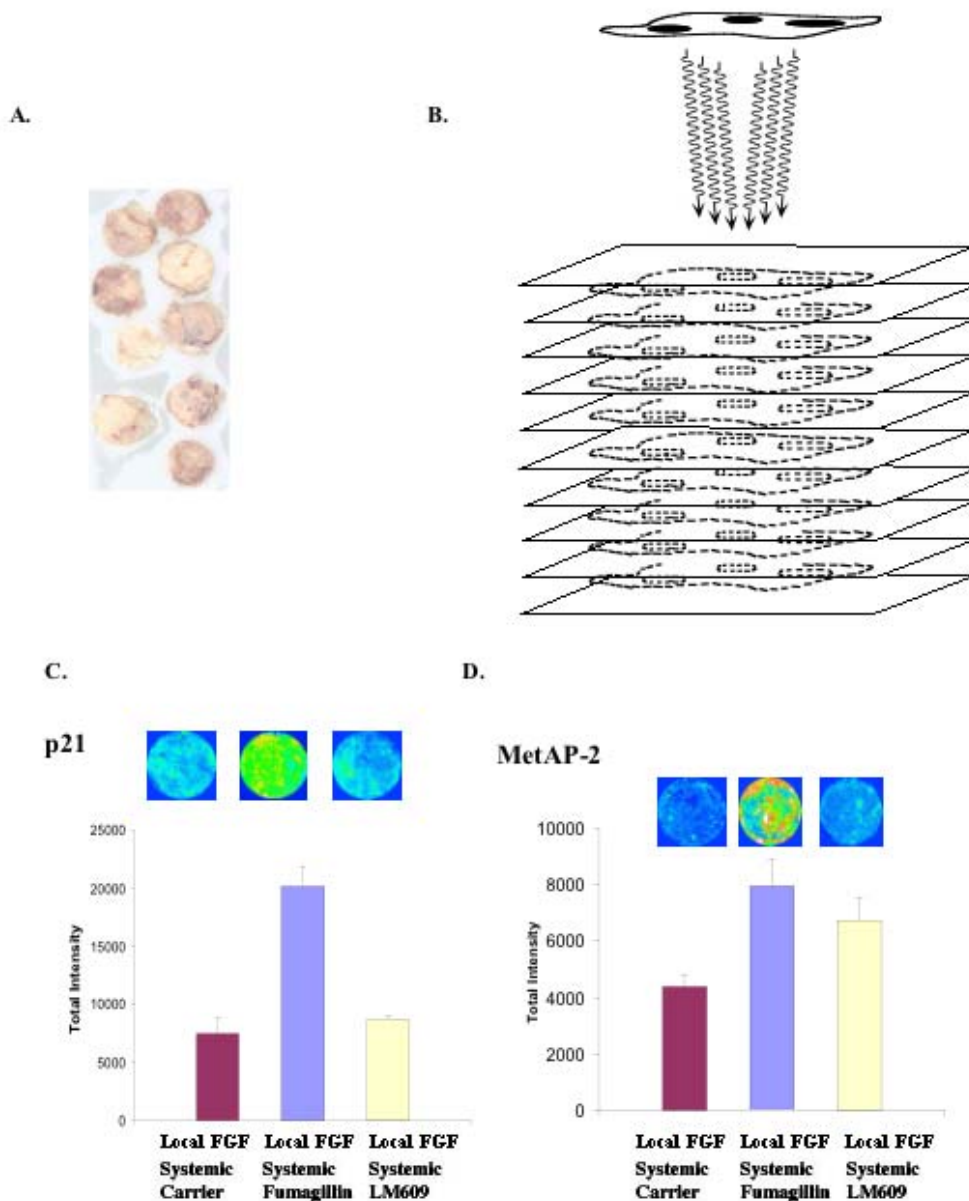 A.
B.
C.
p21
25000
20000
15000
10000
5000
0
Total Intensity
Local FGF Local FGF Local FGF
Systemic Systemic Systemic
Carrier Fumagillin LM609
D.
MetAP-2
10000
8000
6000
4000
2000
0
Total Intensity
Local FGF Local FGF Local FGF
Systemic Systemic Systemic
Carrier Fumagillin LM609